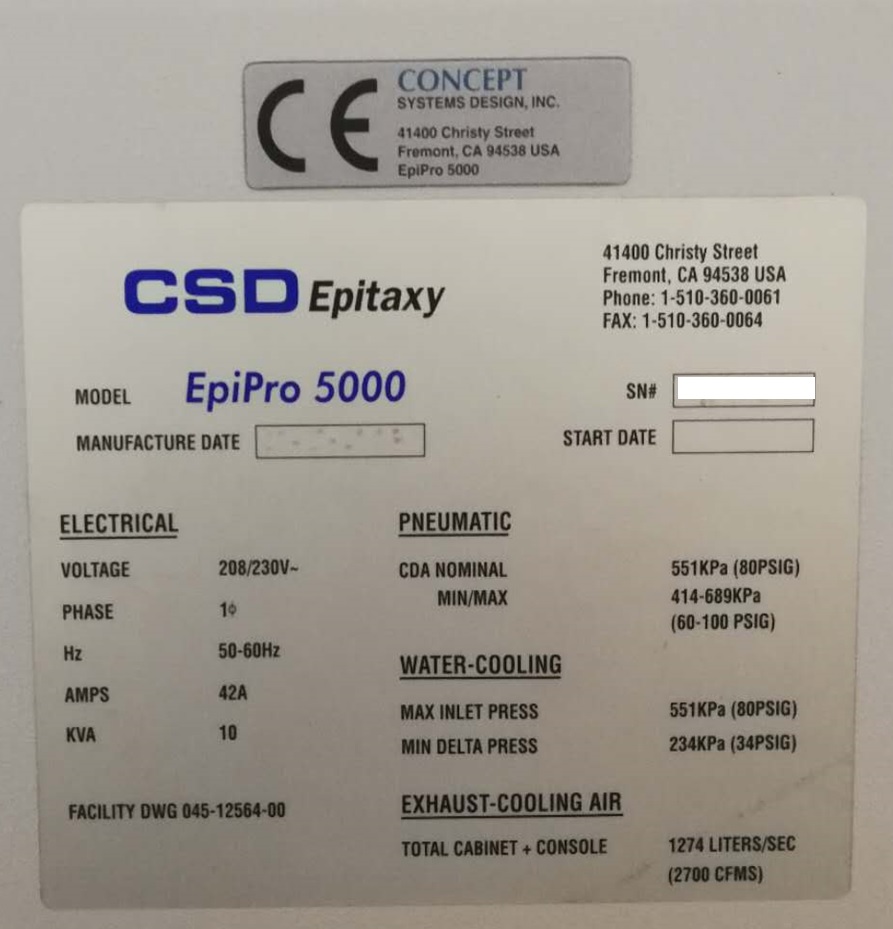 CE
CONCEPT
SYSTEMS DESIGN, INC.
41400 Christy Street
Fremont, CA 94538 USA
EpiPro 5000
CSD Epitaxy
41400 Christy Street
Fremont, CA 94538 USA
Phone: 1-510-360-0061
FAX: 1-510-360-0064
MODEL EpiPro 5000
SN#
MANUFACTURE DATE
START DATE
ELECTRICAL
VOLTAGE 208/230V~
PHASE 1Φ
Hz 50-60Hz
AMPS 42A
KVA 10
FACILITY DWG 045-12564-00
PNEUMATIC
CDA NOMINAL 551KPa (80PSIG)
MIN/MAX 414-689KPa
(60-100 PSIG)
WATER-COOLING
MAX INLET PRESS 551KPa (80PSIG)
MIN DELTA PRESS 234KPa (34PSIG)
EXHAUST-COOLING AIR
TOTAL CABINET + CONSOLE 1274 LITERS/SEC
(2700 CFMS)